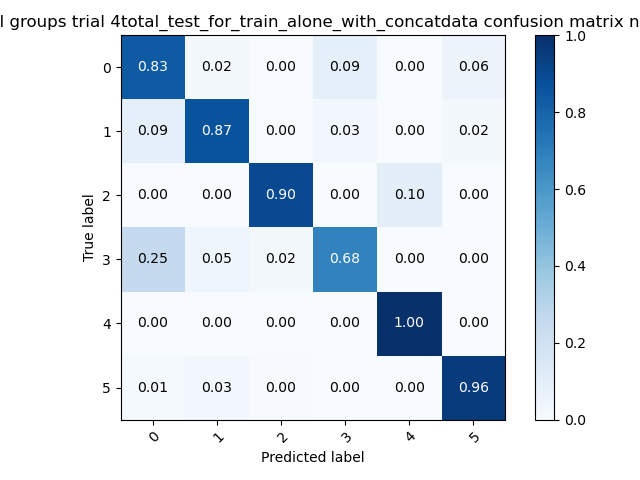 l groups trial 4total_test_for_train_alone_with_concatdata confusion matrix n
0 0.83 0.02 0.00 0.09 0.00 0.06
1 0.09 0.87 0.00 0.03 0.00 0.02
2 0.00 0.00 0.90 0.00 0.10 0.00
3 0.25 0.05 0.02 0.68 0.00 0.00
4 0.00 0.00 0.00 0.00 1.00 0.00
5 0.01 0.03 0.00 0.00 0.00 0.96
0 1 2 3 4 5
True label
Predicted label
1.0
0.8
0.6
0.4
0.2
0.0